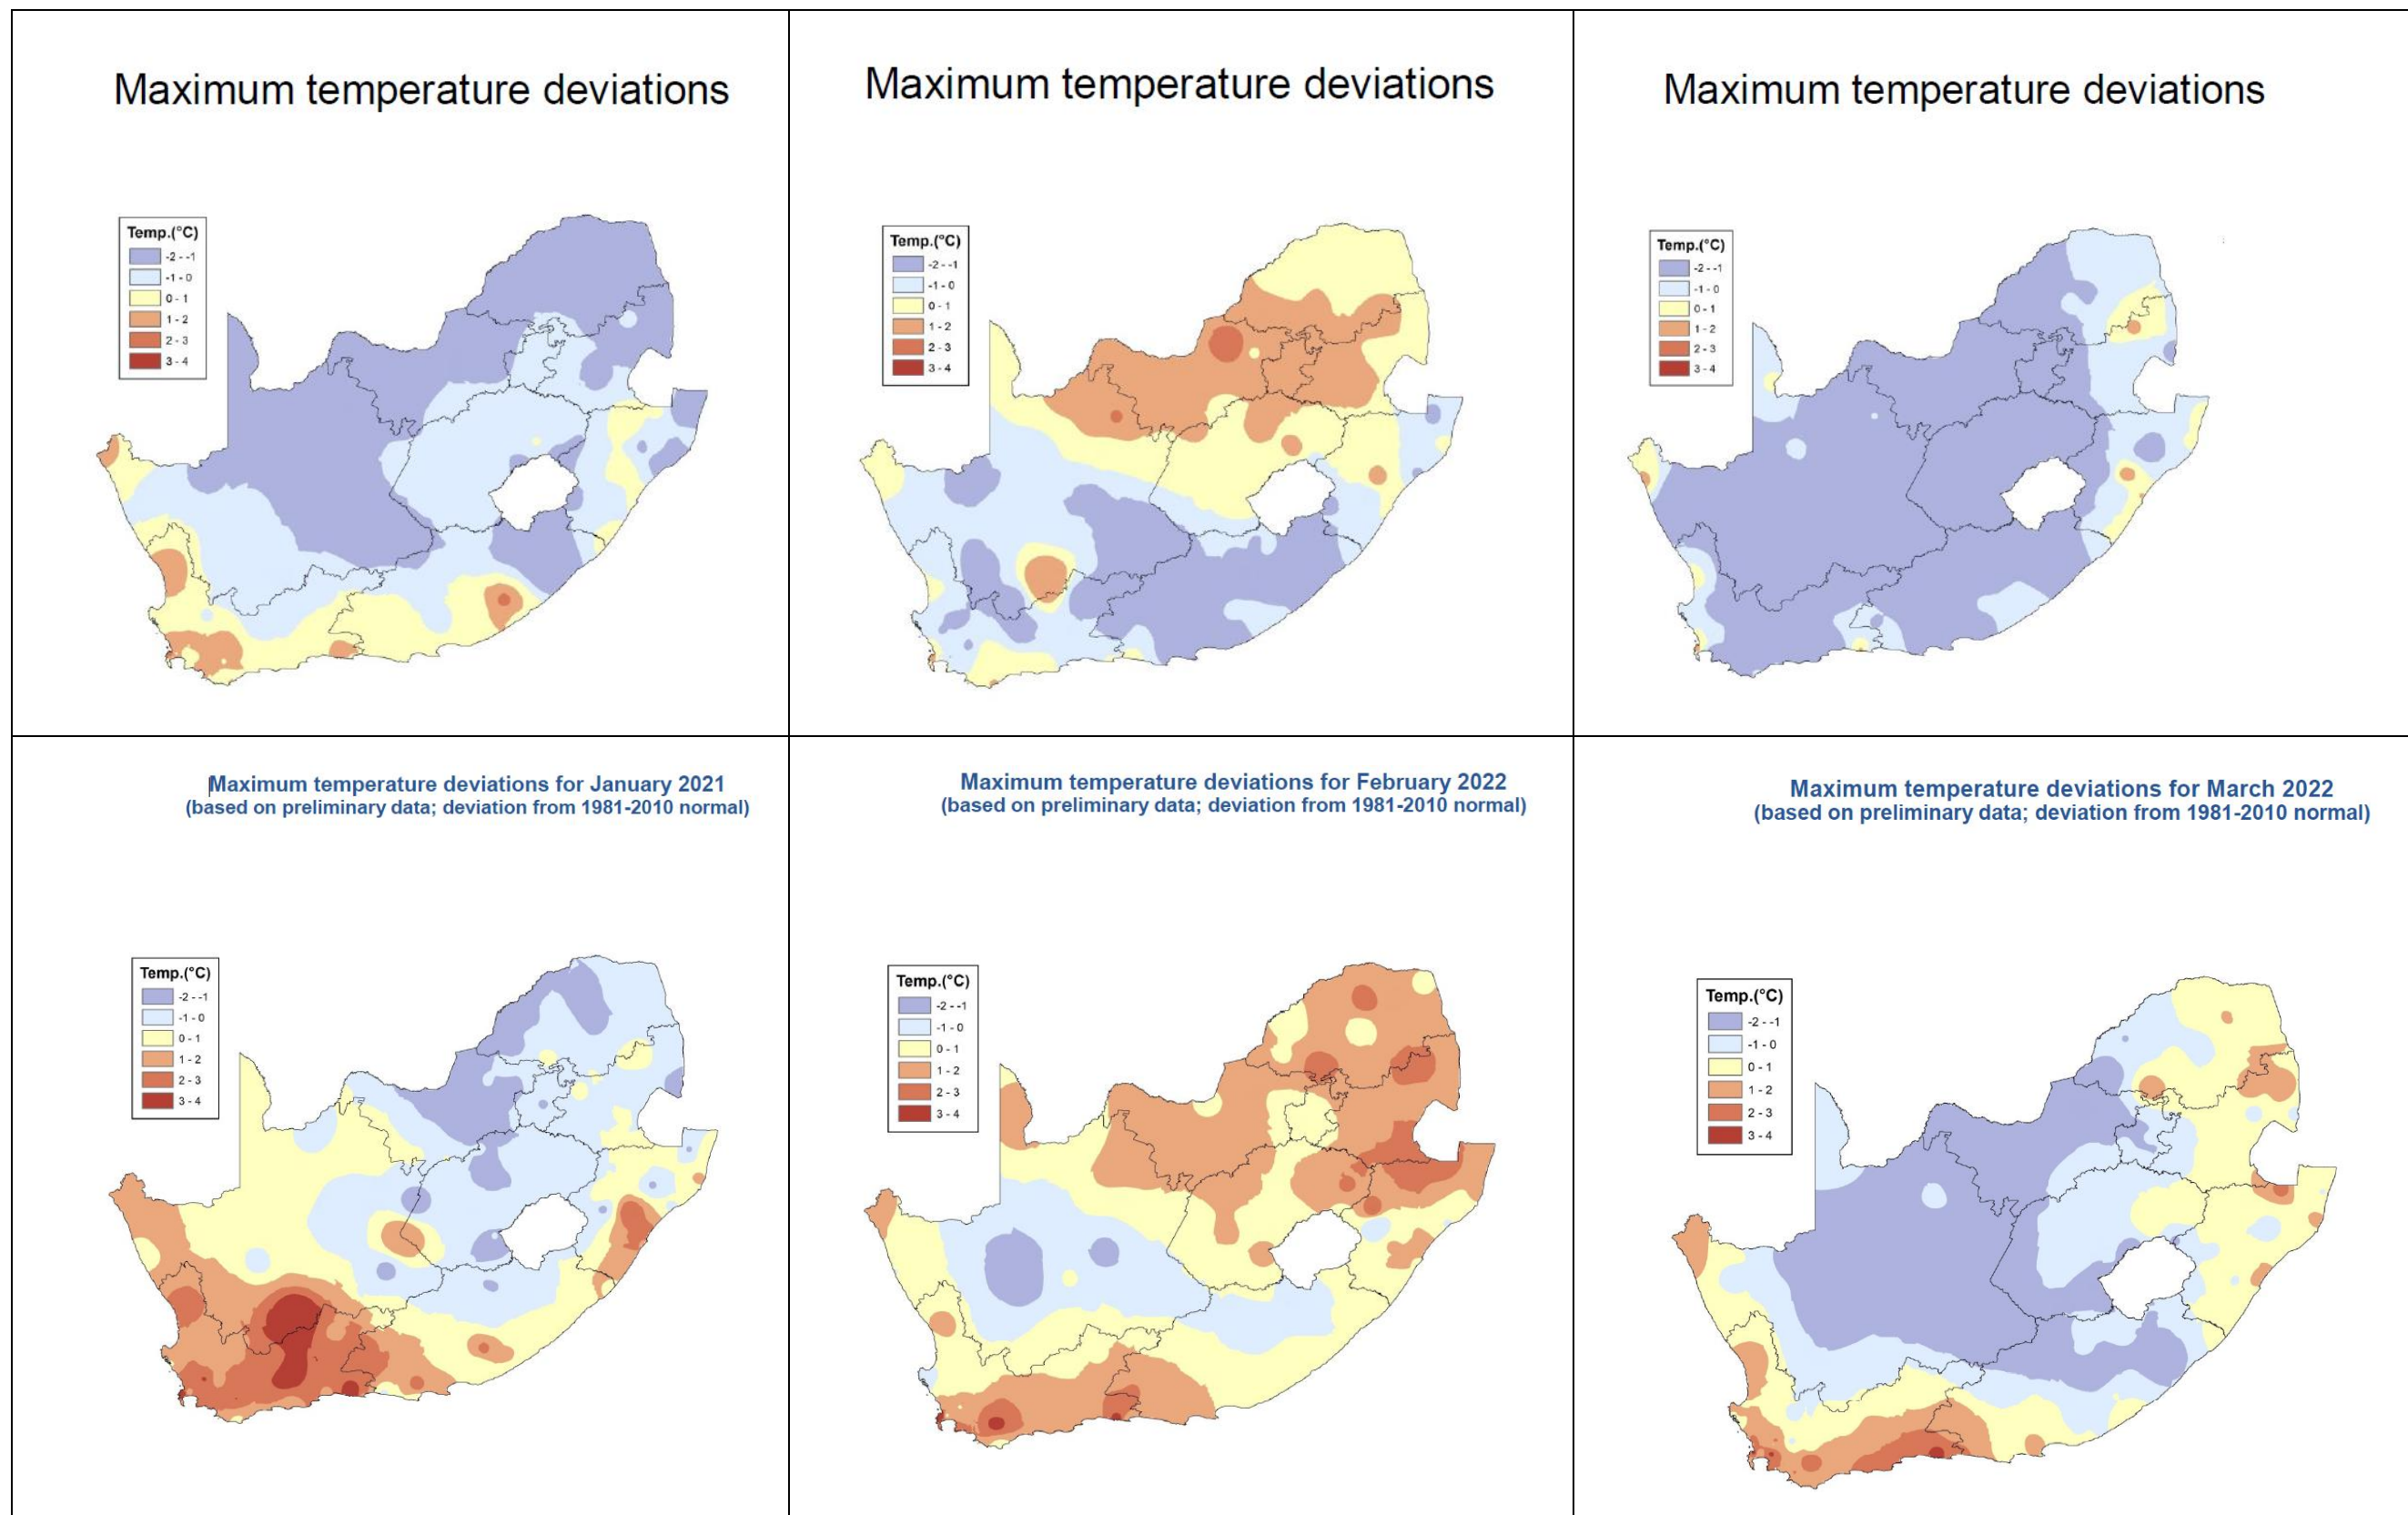 Maximum temperature deviations
Temp.(°C)
-2 - -1
-1 - 0
0 - 1
1 - 2
2 - 3
3 - 4
Maximum temperature deviations
Temp.(°C)
-2 - -1
-1 - 0
0 - 1
1 - 2
2 - 3
3 - 4
Maximum temperature deviations
Temp.(°C)
-2 - -1
-1 - 0
0 - 1
1 - 2
2 - 3
3 - 4
Maximum temperature deviations for January 2021
(based on preliminary data; deviation from 1981-2010 normal)
Temp.(°C)
-2 - -1
-1 - 0
0 - 1
1 - 2
2 - 3
3 - 4
Maximum temperature deviations for February 2022
(based on preliminary data; deviation from 1981-2010 normal)
Temp.(°C)
-2 - -1
-1 - 0
0 - 1
1 - 2
2 - 3
3 - 4
Maximum temperature deviations for March 2022
(based on preliminary data; deviation from 1981-2010 normal)
Temp.(°C)
-2 - -1
-1 - 0
0 - 1
1 - 2
2 - 3
3 - 4